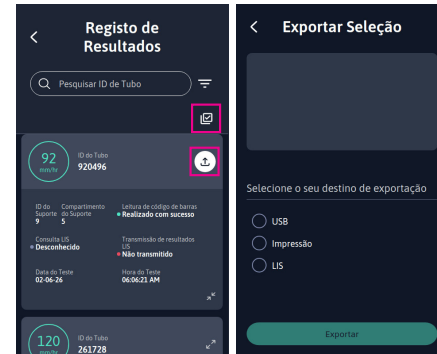 Registo de
Resultados
Pesquisar ID de Tubo
92
mm/hr
ID do Tubo
920496
ID do Suporte
9
Compartimento do Suporte
5
Leitura de código de barras
Realizado com sucesso
Consulta LIS
Desconhecido
Transmissão de resultados
LIS
Não transmitido
Data do Teste
02-06-26
Hora do Teste
06:06:21 AM
120
mm/hr
ID do Tubo
261728
Exportar Seleção
Selecione o seu destino de exportação
USB
Impressão
LIS
Exportar